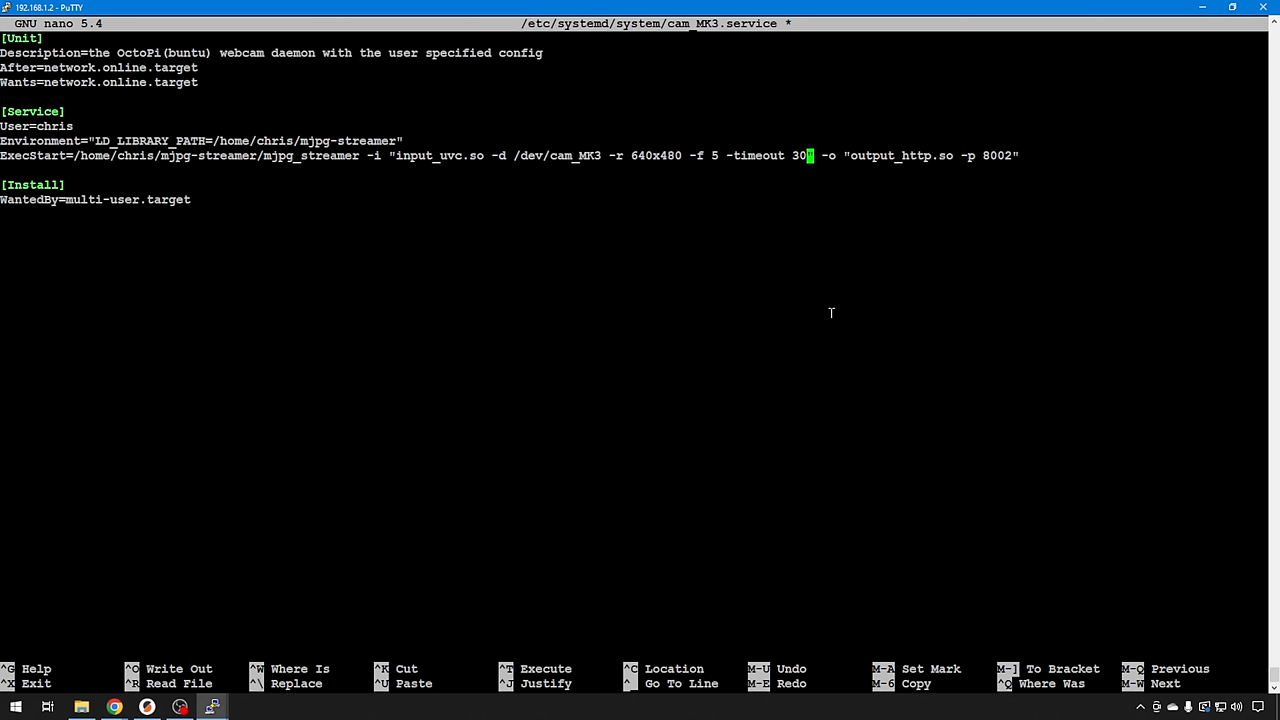 192.168.1.2 - PuTTY
GNU nano 5.4 /etc/systemd/system/cam_MK3.service *
[Unit]
Description=the OctoPi(buntu) webcam daemon with the user specified config
After=network.online.target
Wants=network.online.target
[Service]
User=chris
Environment="LD_LIBRARY_PATH=/home/chris/mjpg-streamer"
ExecStart=/home/chris/mjpg-streamer/mjpg_streamer -i "input_uvc.so -d /dev/cam_MK3 -r 640x480 -f 5 -timeout 30" -o "output_http.so -p 8002"
[Install]
WantedBy=multi-user.target
^G Help ^O Write Out ^W Where Is ^K Cut ^T Execute ^C Location M-U Undo M-A Set Mark M-] To Bracket M-Q Previous
^X Exit ^R Read File ^\ Replace ^U Paste ^J Justify ^_ Go To Line M-E Redo M-6 Copy ^Q Where Was M-W Next